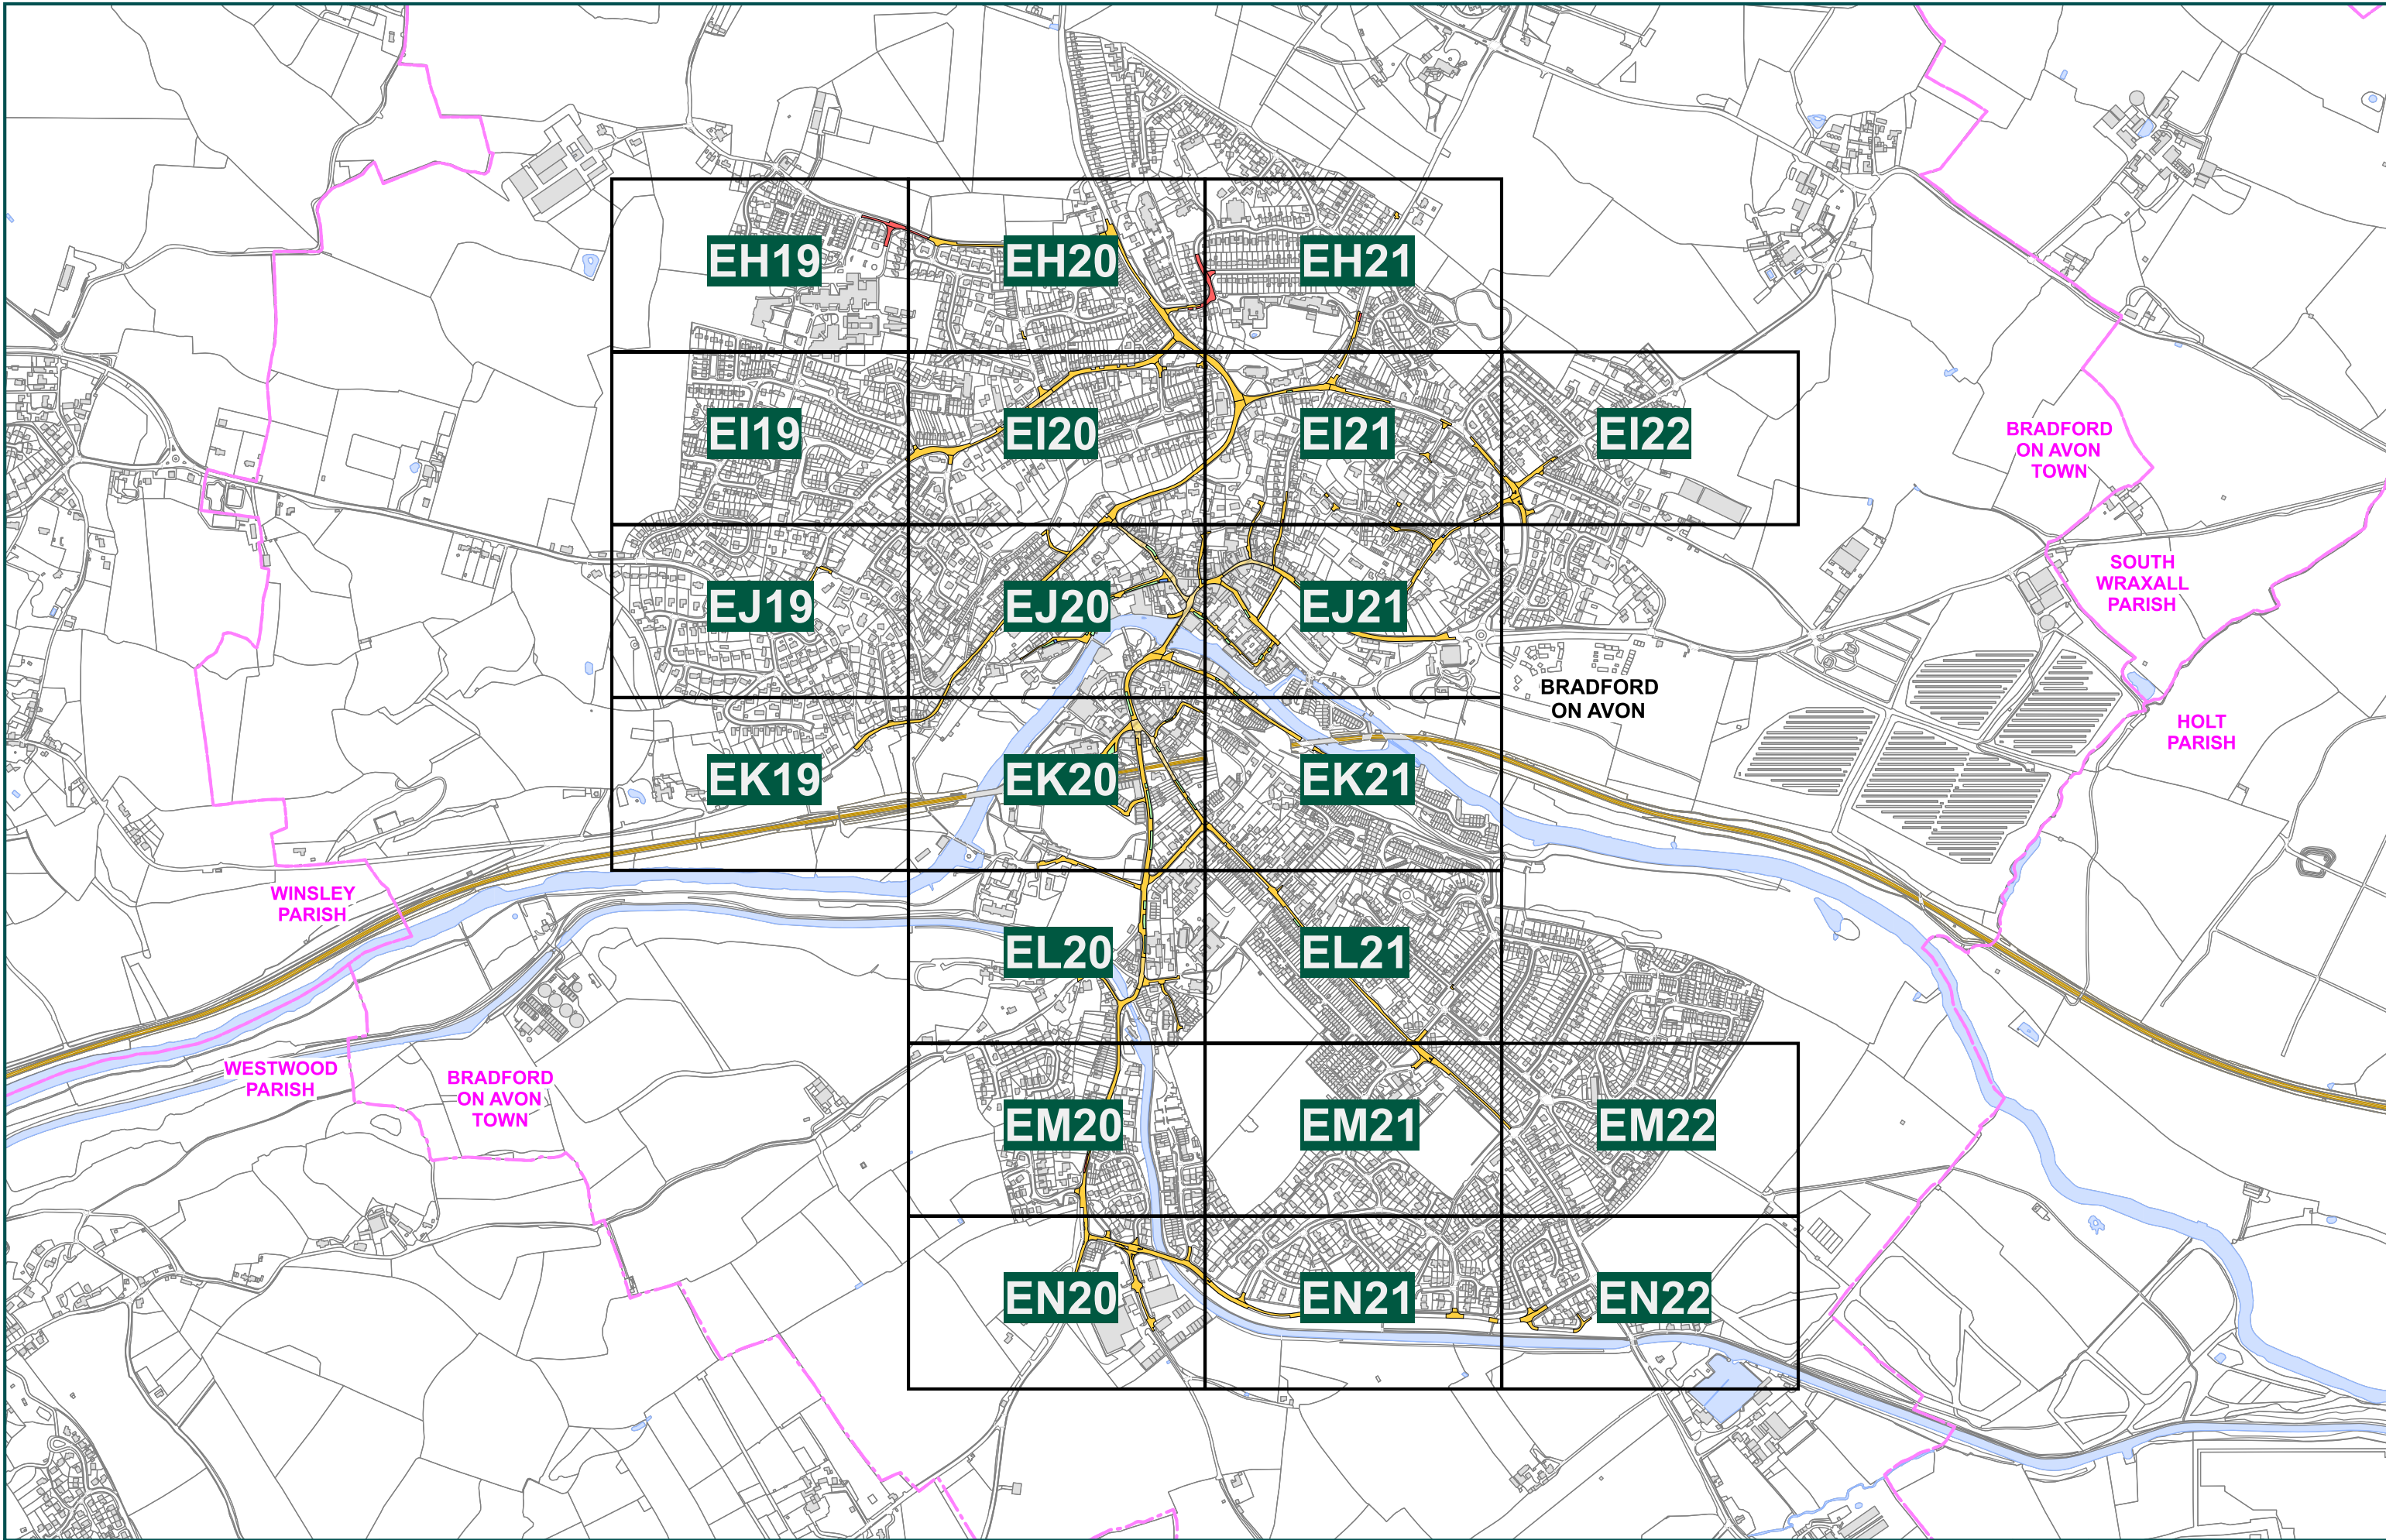 EH19
EH20
EH21
EI19
EI20
EI21
EI22
BRADFORD
ON AVON
TOWN
SOUTH
WRAXALL
PARISH
EJ19
EJ20
EJ21
BRADFORD
ON AVON
HOLT
PARISH
EK19
EK20
EK21
WINSLEY
PARISH
EL20
EL21
WESTWOOD
PARISH
BRADFORD
ON AVON
TOWN
EM20
EM21
EM22
EN20
EN21
EN22